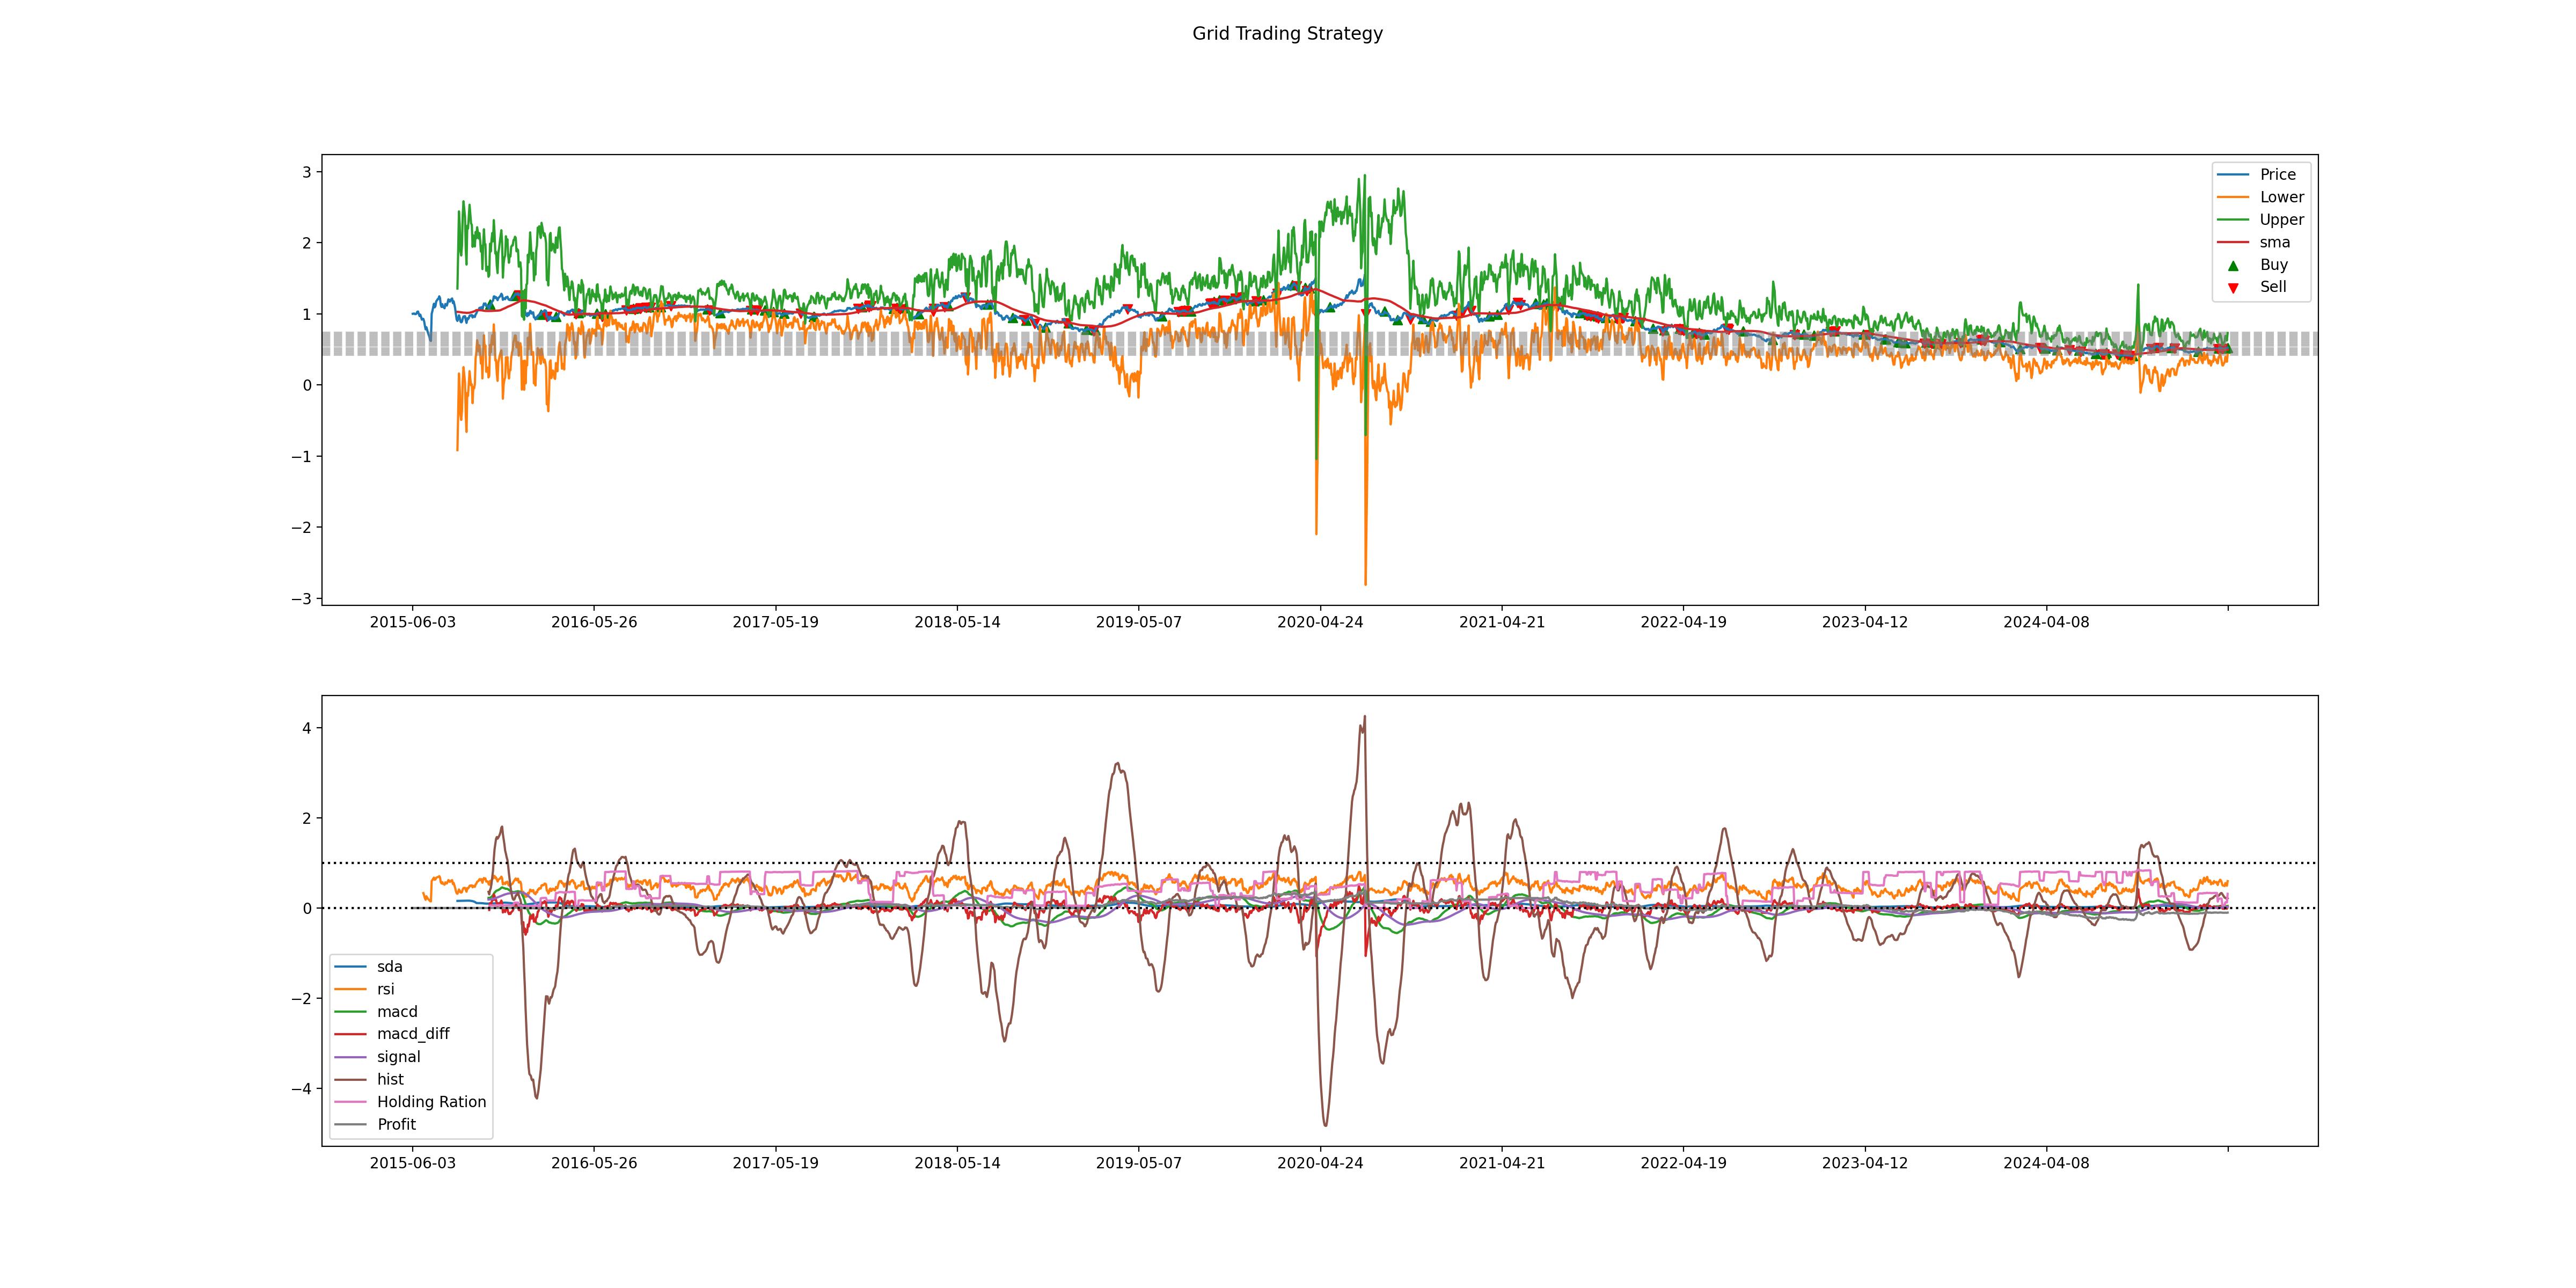 Grid Trading Strategy
3
2
1
0
−1
−2
−3
2015-06-03 2016-05-26 2017-05-19 2018-05-14 2019-05-07 2020-04-24 2021-04-21 2022-04-19 2023-04-12 2024-04-08
Price
Lower
Upper
sma
Buy
Sell
4
2
0
−2
−4
2015-06-03 2016-05-26 2017-05-19 2018-05-14 2019-05-07 2020-04-24 2021-04-21 2022-04-19 2023-04-12 2024-04-08
sda
rsi
macd
macd_diff
signal
hist
Holding Ration
Profit